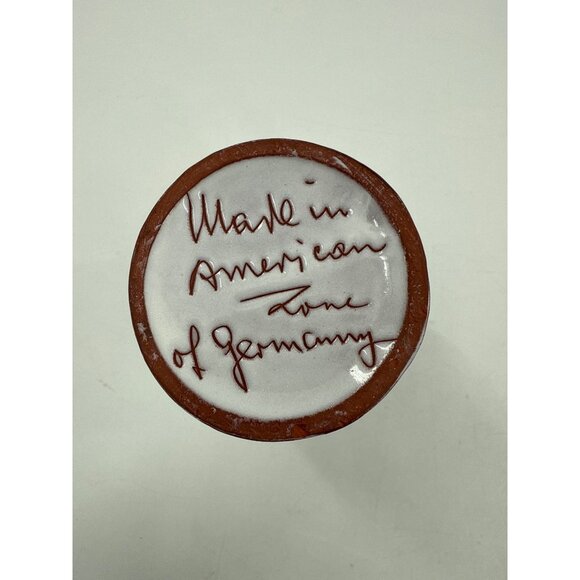 Made in
American
Zone
of Germany